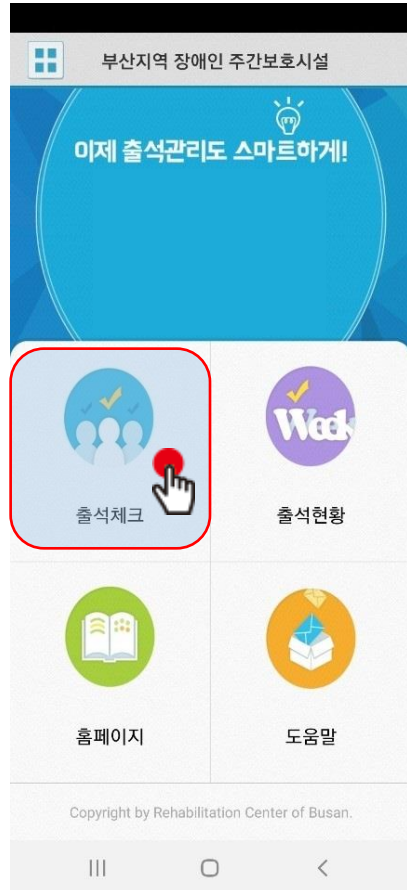 부산지역 장애인 주간보호시설
이제 출석관리도 스마트하게!
Week
출석체크
출석현황
홈페이지
도움말
Copyright by Rehabilitation Center of Busan.